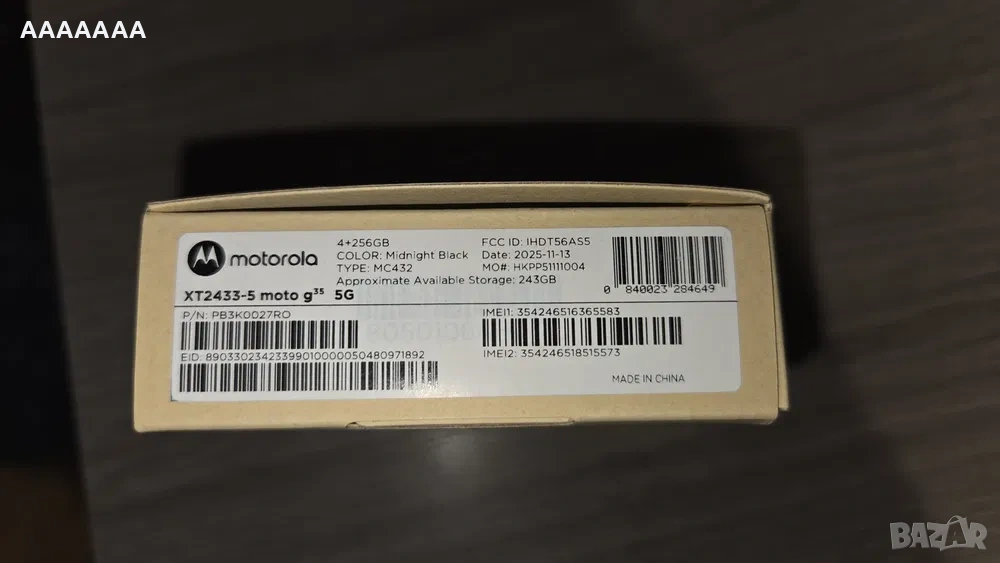 AAAAAAA
4+256GB
COLOR: Midnight Black
TYPE: MC432
Approximate Available Storage: 243GB
FCC ID: IHDT56AS5
Date: 2025-11-13
MO#: HKPP51111004
motorola
XT2433-5 moto g35 5G
0 840023 284649
P/N: PB3K0027RO
IMEI1: 354246516365583
EID: 89033023423399010000050480971892
IMEI2: 354246518515573
MADE IN CHINA
BAZAR